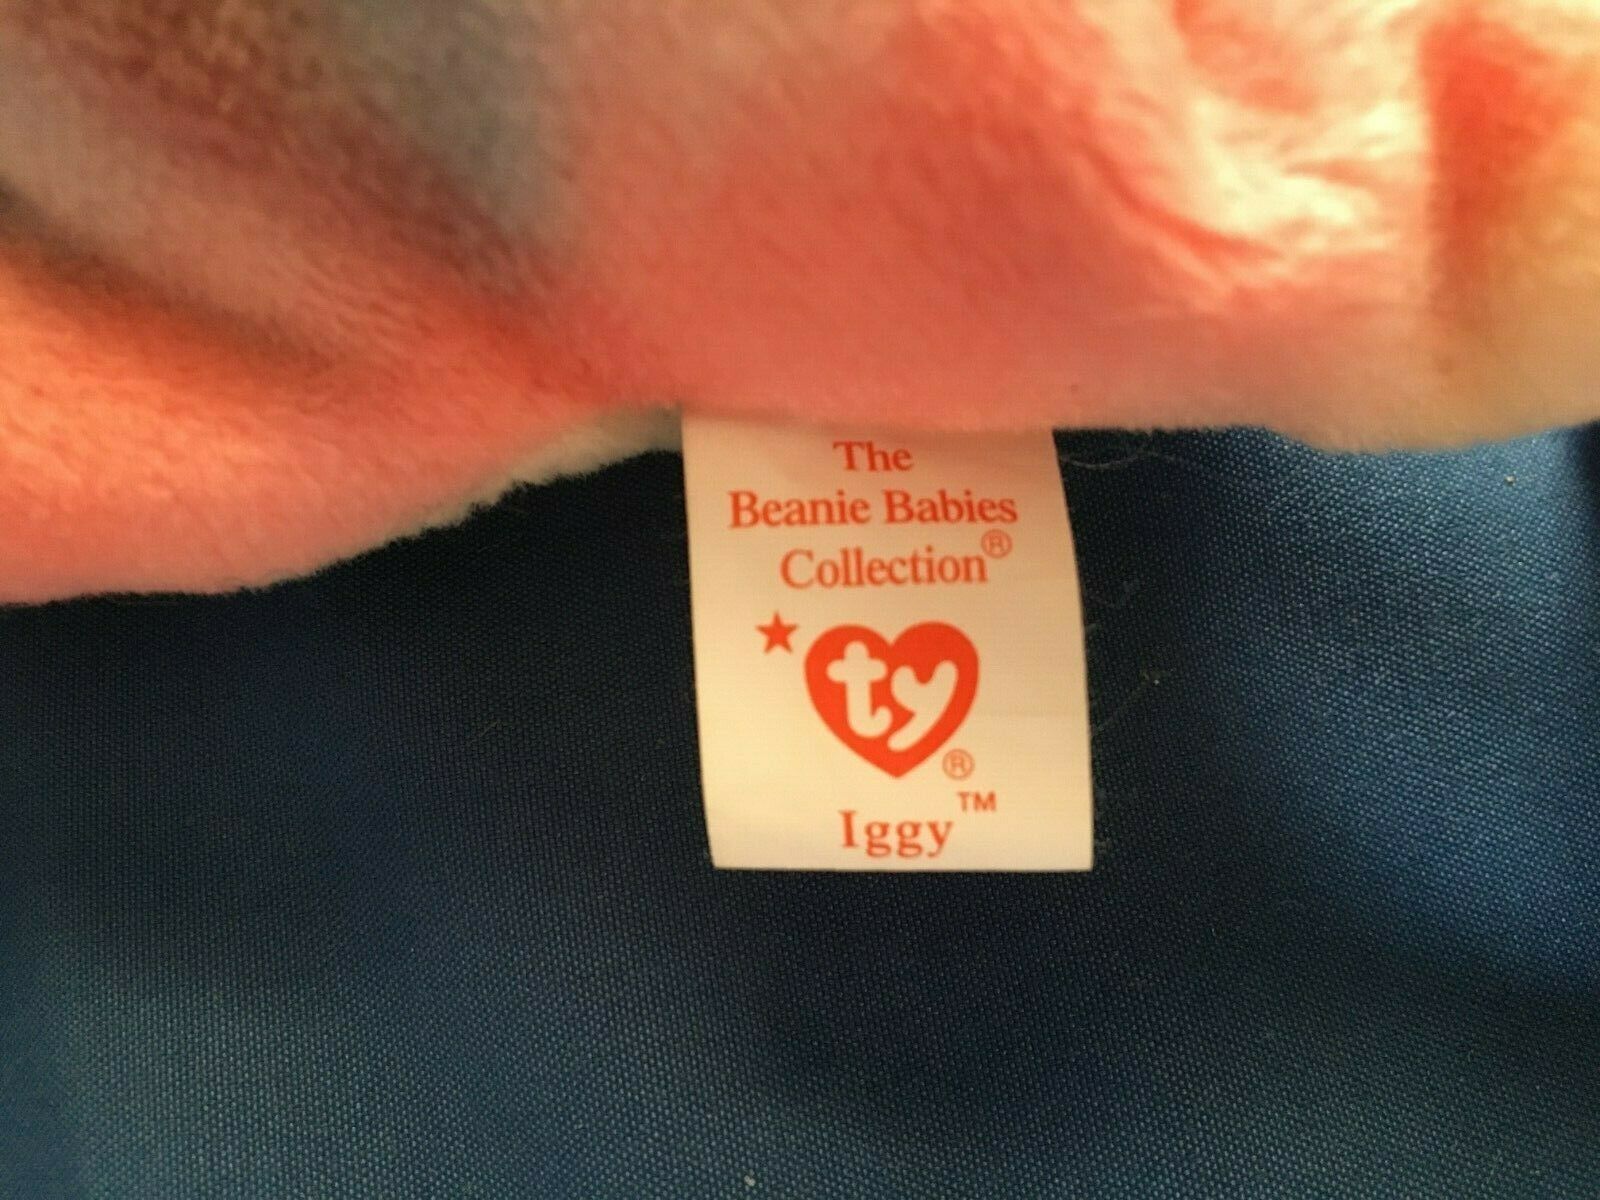 The
Beanie Babies
Collection®
★ ty®
Iggy™